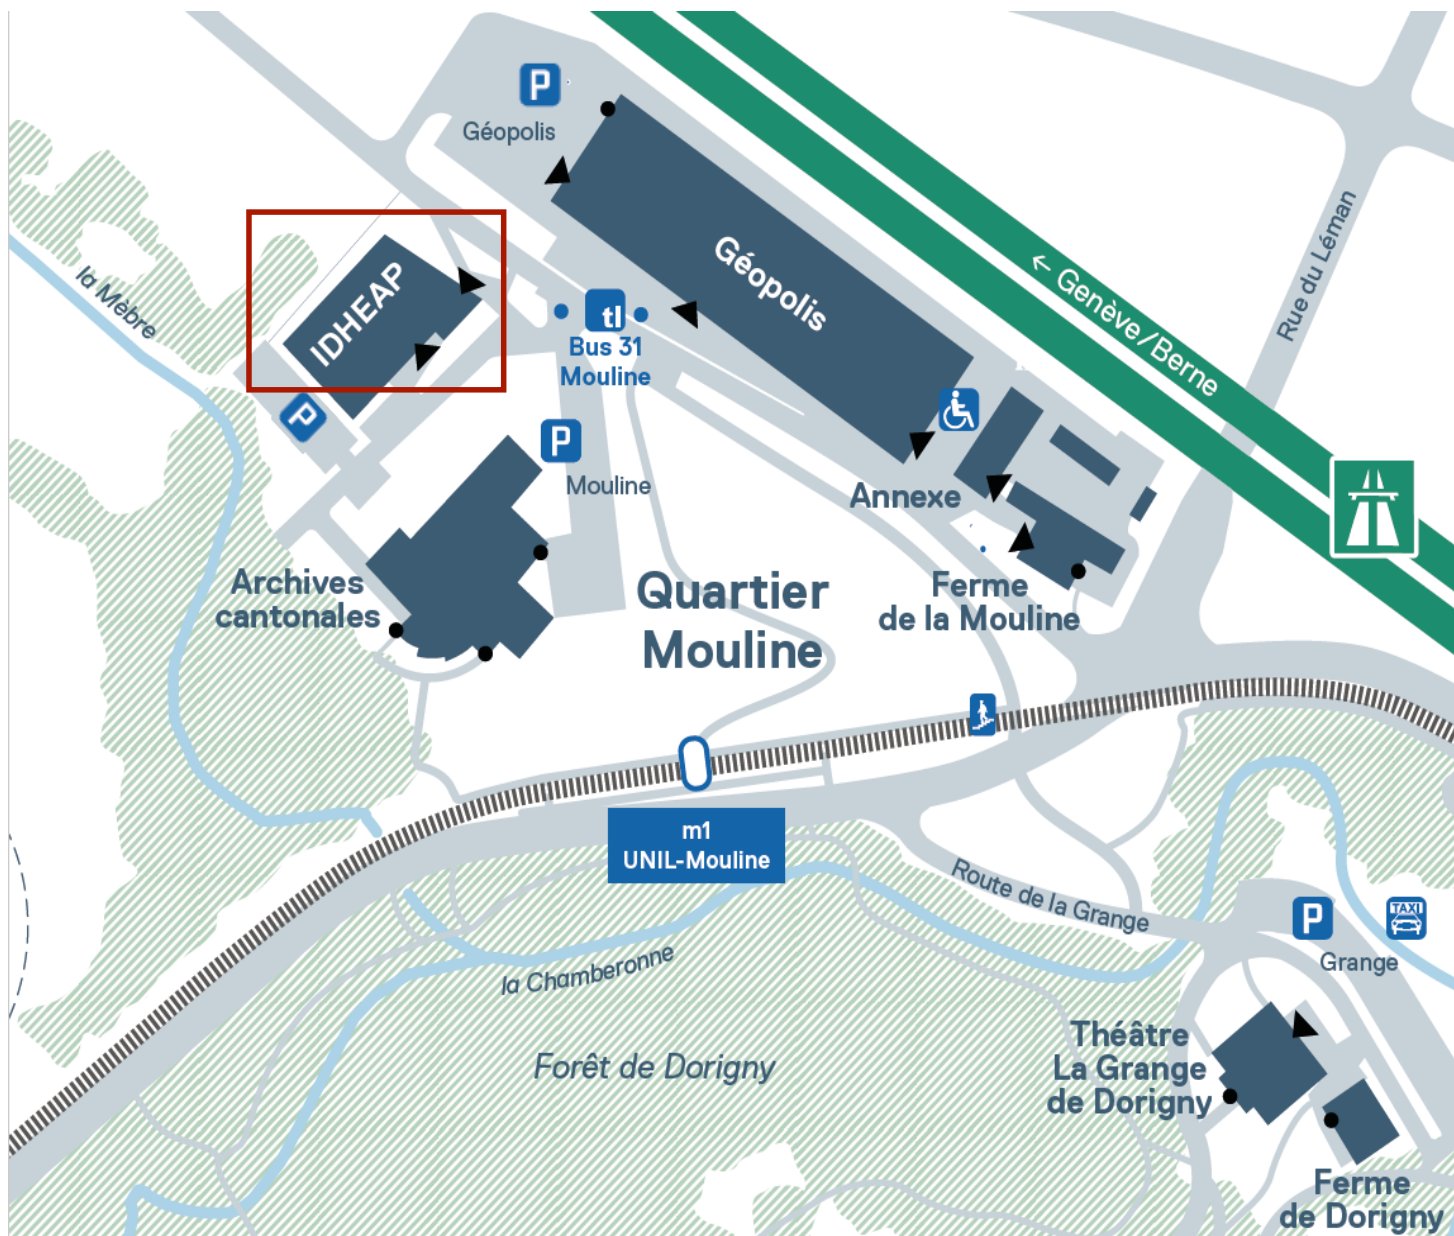 P
Géopolis
Géopolis
← Genève/Berne
Rue du Léman
la Mèbre
IDHEAP
tl
Bus 31
Mouline
P
P
Mouline
Annexe
Archives
cantonales
Quartier
Mouline
Ferme
de la Mouline
m1
UNIL-Mouline
Route de la Grange
P
TAXI
Grange
la Chamberonne
Forêt de Dorigny
Théâtre
La Grange
de Dorigny
Ferme
de Dorigny